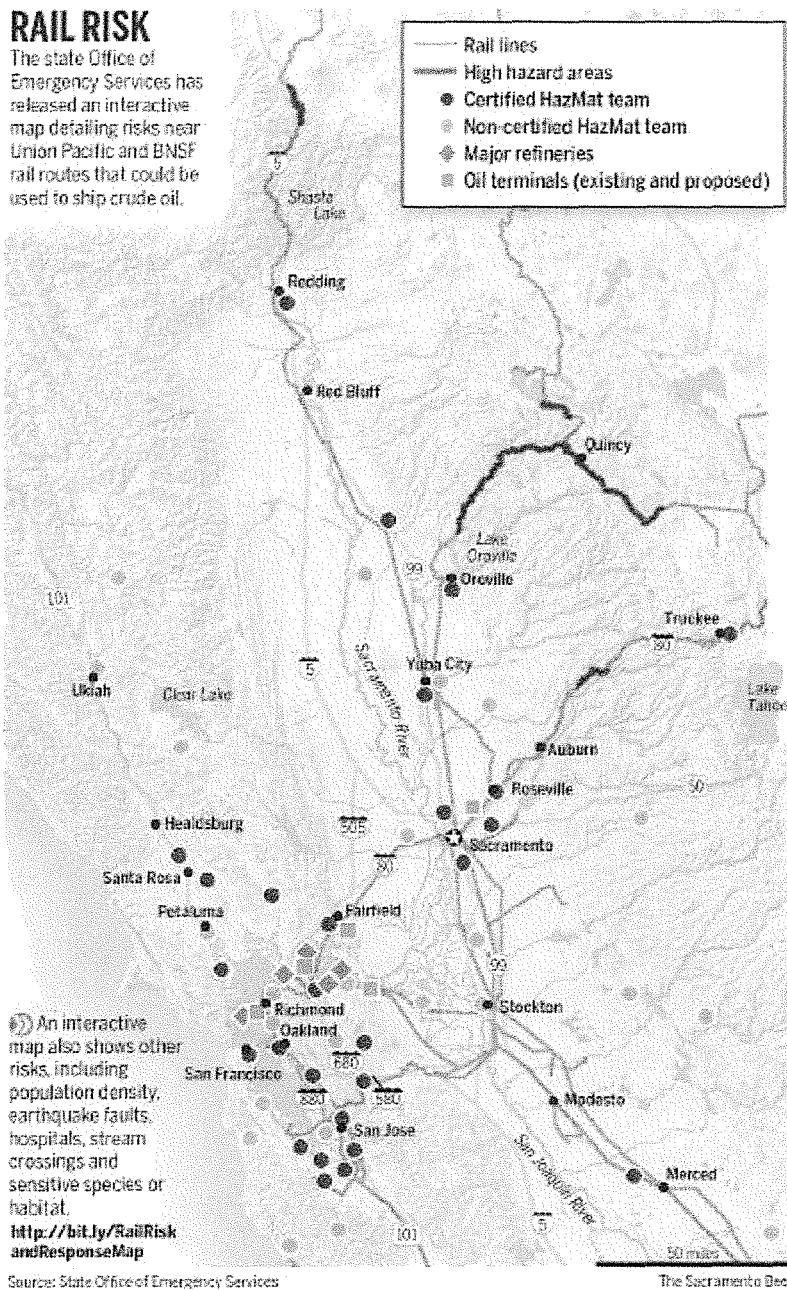 RAIL RISK
The state Office of
Emergency Services has
released an interactive
map detailing risks near
Union Pacific and BNSF
rail routes that could be
used to ship crude oil.
Rail lines
High hazard areas
Certified HazMat team
Non-certified HazMat team
Major refineries
Oil terminals (existing and proposed)
5
Shasta
Lake
Redding
Red Bluff
Quincy
Lake
Oroville
99
Oroville
101
Truckee
80
Yuba City
5
Sacramento River
Ukiah
Clear Lake
Lake
Tahoe
Auburn
Roseville
50
Healdsburg
505
Sacramento
80
Santa Rosa
Fairfield
Petaluma
99
Richmond
Stockton
Oakland
San Francisco
680
880
580
Modesto
San Jose
San Joaquin River
Merced
101
5
An interactive
map also shows other
risks, including
population density,
earthquake faults,
hospitals, stream
crossings and
sensitive species or
habitat.
http://bit.ly/RailRisk
andResponseMap
50 miles
Source: State Office of Emergency Services
The Sacramento Bee